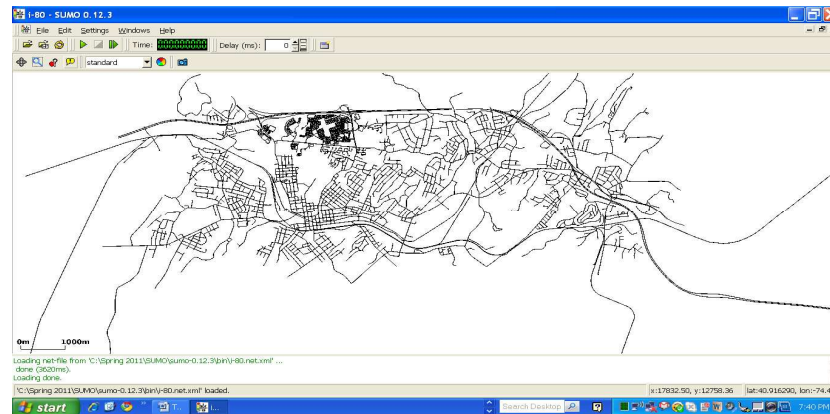 i-80 - SUMO 0.12.3
File Edit Settings Windows Help
Time: Delay (ms): 0
standard
0m 1000m
Loading net-file from 'C:\Spring 2011\SUMO\sumo-0.12.3\bin\i-80.net.xml' ...
done (3620ms).
Loading done.
'C:\Spring 2011\SUMO\sumo-0.12.3\bin\i-80.net.xml' loaded. x:17832.50, y:12758.36 lat:40.916290, lon:-74.4
start T... i... Search Desktop 7:40 PM